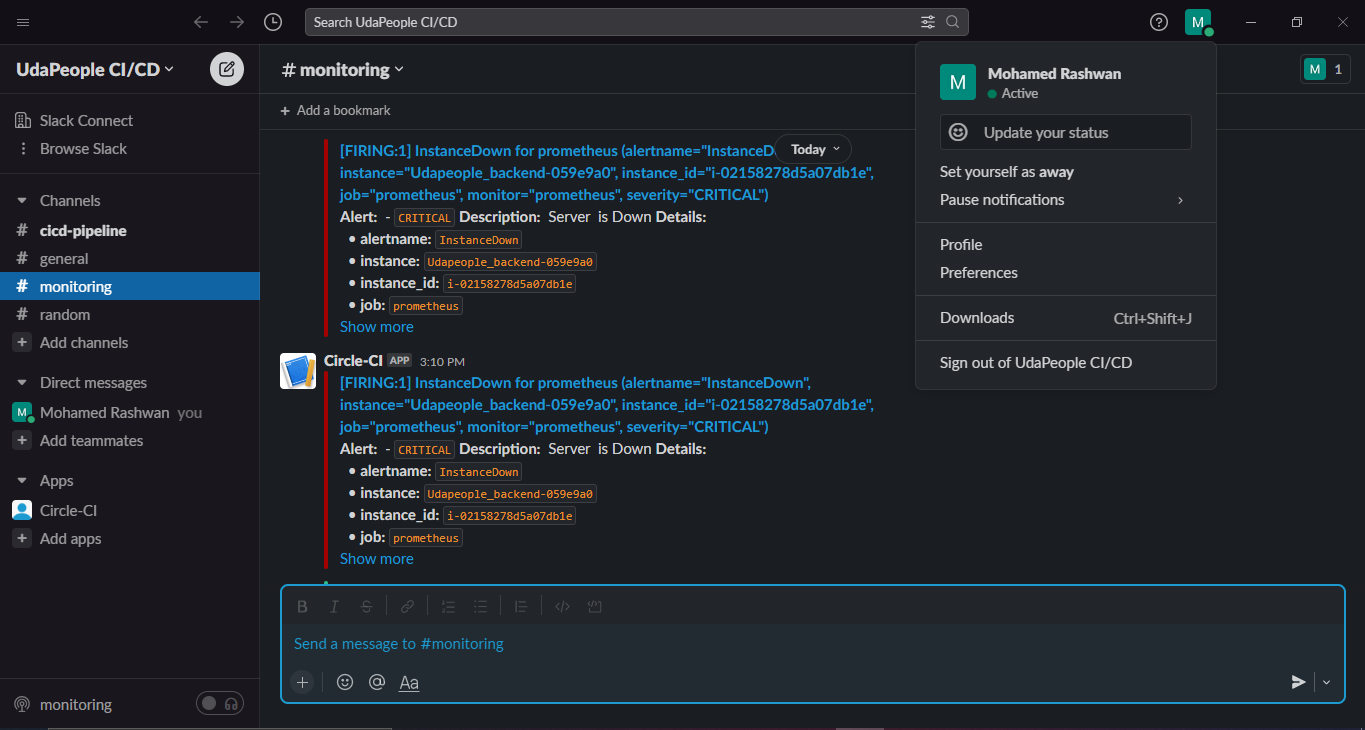 Search UdaPeople CI/CD
M
UdaPeople CI/CD
Slack Connect
Browse Slack
Channels
# cicd-pipeline
# general
# monitoring
# random
+ Add channels
Direct messages
M Mohamed Rashwan you
+ Add teammates
Apps
Circle-CI
+ Add apps
monitoring
# monitoring
M 1
+ Add a bookmark
Today
[FIRING:1] InstanceDown for prometheus (alertname="InstanceD
instance="Udapeople_backend-059e9a0", instance_id="i-02158278d5a07db1e",
job="prometheus", monitor="prometheus", severity="CRITICAL")
Alert: - CRITICAL Description: Server is Down Details:
• alertname: InstanceDown
• instance: Udapeople_backend-059e9a0
• instance_id: i-02158278d5a07db1e
• job: prometheus
Show more
Circle-CI APP 3:10 PM
[FIRING:1] InstanceDown for prometheus (alertname="InstanceDown",
instance="Udapeople_backend-059e9a0", instance_id="i-02158278d5a07db1e",
job="prometheus", monitor="prometheus", severity="CRITICAL")
Alert: - CRITICAL Description: Server is Down Details:
• alertname: InstanceDown
• instance: Udapeople_backend-059e9a0
• instance_id: i-02158278d5a07db1e
• job: prometheus
Show more
B I S
Send a message to #monitoring
+ @ Aa
M Mohamed Rashwan
Active
Update your status
Set yourself as away
Pause notifications
Profile
Preferences
Downloads Ctrl+Shift+J
Sign out of UdaPeople CI/CD